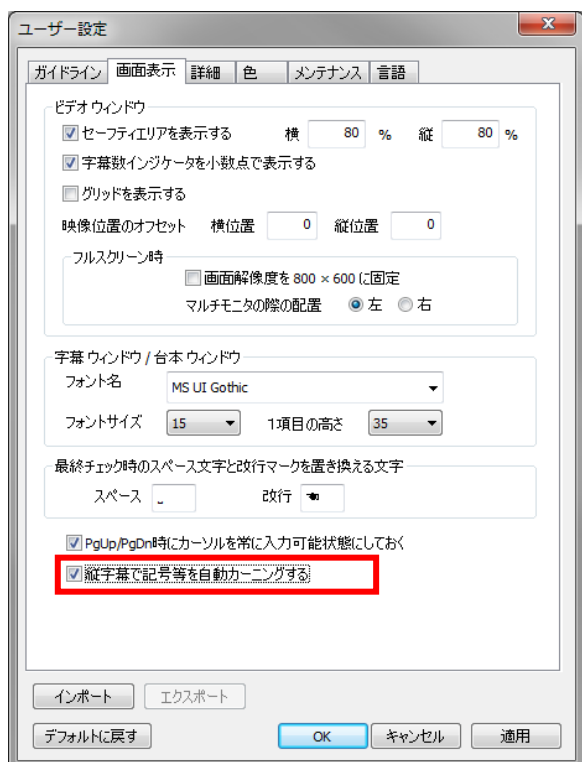 ユーザー設定
ガイドライン 画面表示 詳細 色 メンテナンス 言語
ビデオ ウィンドウ
セーフティエリアを表示する 横 80 % 縦 80 %
字幕数インジケータを小数点で表示する
グリッドを表示する
映像位置のオフセット 横位置 0 縦位置 0
フルスクリーン時
画面解像度を 800 × 600 に固定
マルチモニタの際の配置 左 右
字幕 ウィンドウ / 台本 ウィンドウ
フォント名 MS UI Gothic
フォントサイズ 15 1項目の高さ 35
最終チェック時のスペース文字と改行マークを置き換える文字
スペース ␣ 改行 🖜
PgUp/PgDn時にカーソルを常に入力可能状態にしておく
縦字幕で記号等を自動カーニングする
インポート エクスポート
デフォルトに戻す OK キャンセル 適用